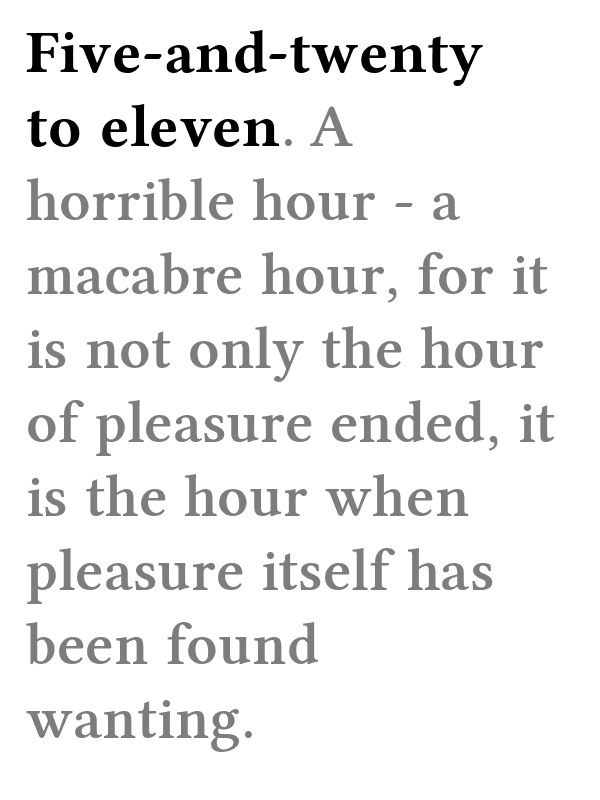 Five-and-twenty
to eleven. A
horrible hour - a
macabre hour, for it
is not only the hour
of pleasure ended, it
is the hour when
pleasure itself has
been found
wanting.